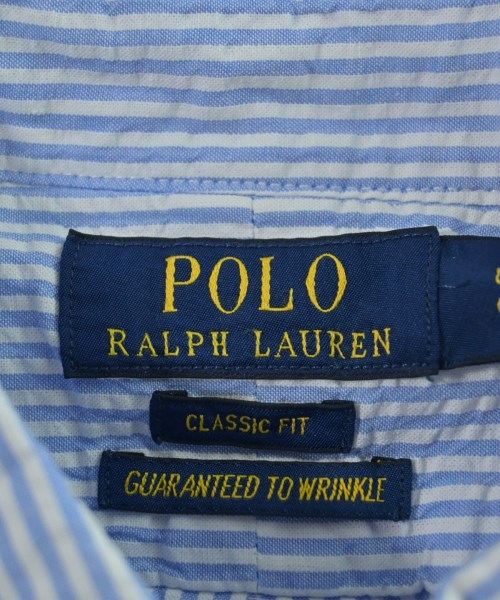 POLO
RALPH LAUREN
CLASSIC FIT
GUARANTEED TO WRINKLE